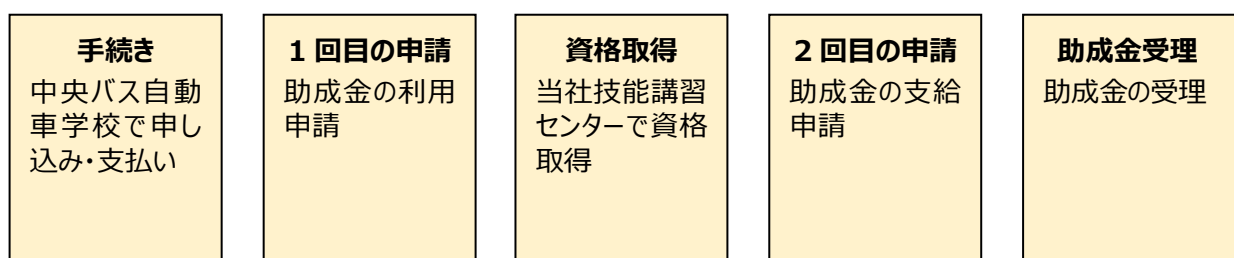 手続き
中央バス自動
車学校で申し
込み・支払い
1回目の申請
助成金の利用
申請
資格取得
当社技能講習
センターで資格
取得
2回目の申請
助成金の支給
申請
助成金受理
助成金の受理